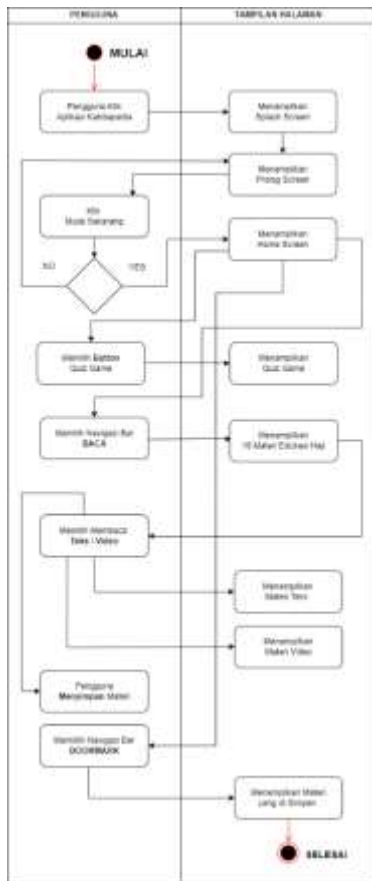 PENGGUNA
TAMPILAN HALAMAN
MULAI
Pengguna Klik
Aplikasi
Menampilkan
Splash Screen
Menampilkan
Screen
Klik
Mulai Sekarang
NO
YES
Menampilkan
Home Screen
Memilih Button
Quiz Game
Menampilkan
Quiz Game
Memilih Navigasi Bar
BACA
Menampilkan
Materi
Memilih Membaca
Teks / Video
Menampilkan
Materi Teks
Menampilkan
Materi Video
Pengguna
Menyimpan Materi
Memilih Navigasi Bar
BOOKMARK
Menampilkan Materi
yang di Simpan
SELESAI